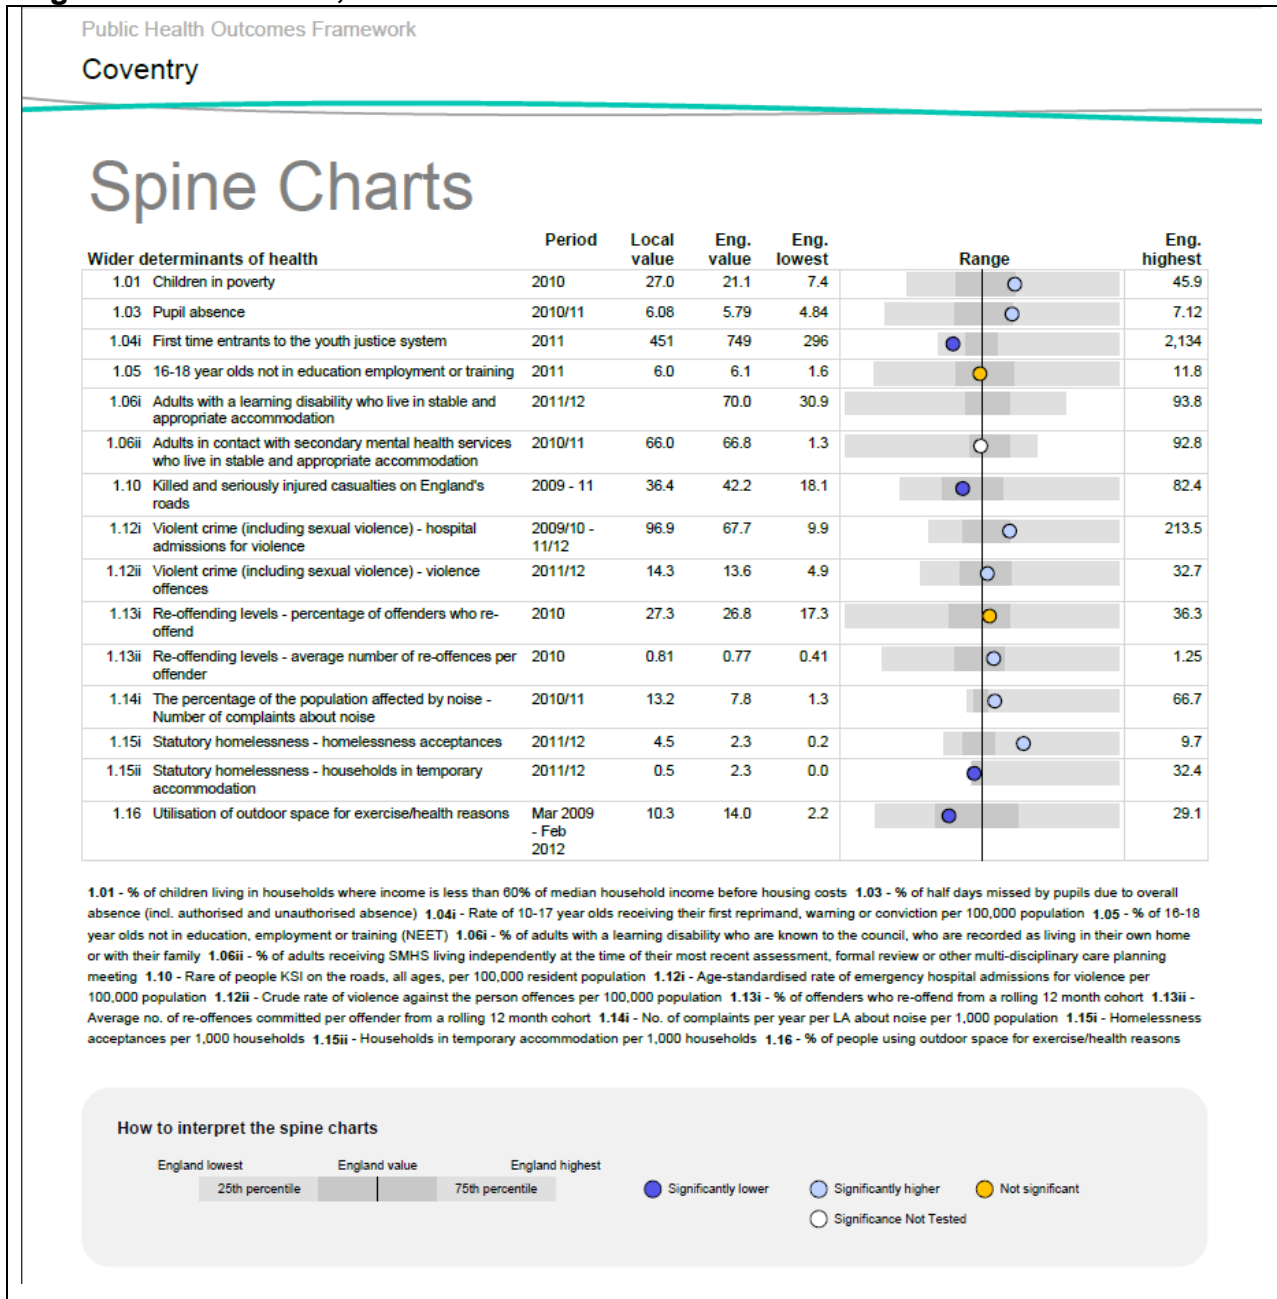 Public Health Outcomes Framework
Coventry
Spine Charts
Wider determinants of health Period Local value Eng. value Eng. lowest Range Eng. highest
1.01 Children in poverty 2010 27.0 21.1 7.4 45.9
1.03 Pupil absence 2010/11 6.08 5.79 4.84 7.12
1.04i First time entrants to the youth justice system 2011 451 749 296 2,134
1.05 16-18 year olds not in education employment or training 2011 6.0 6.1 1.6 11.8
1.06i Adults with a learning disability who live in stable and 2011/12 70.0 30.9 93.8
appropriate accommodation
1.06ii Adults in contact with secondary mental health services 2010/11 66.0 66.8 1.3 92.8
who live in stable and appropriate accommodation
1.10 Killed and seriously injured casualties on England's 2009 - 11 36.4 42.2 18.1 82.4
roads
1.12i Violent crime (including sexual violence) - hospital 2009/10 - 96.9 67.7 9.9 213.5
admissions for violence 11/12
1.12ii Violent crime (including sexual violence) - violence 2011/12 14.3 13.6 4.9 32.7
offences
1.13i Re-offending levels - percentage of offenders who re- 2010 27.3 26.8 17.3 36.3
offend
1.13ii Re-offending levels - average number of re-offences per 2010 0.81 0.77 0.41 1.25
offender
1.14i The percentage of the population affected by noise - 2010/11 13.2 7.8 1.3 66.7
Number of complaints about noise
1.15i Statutory homelessness - homelessness acceptances 2011/12 4.5 2.3 0.2 9.7
1.15ii Statutory homelessness - households in temporary 2011/12 0.5 2.3 0.0 32.4
accommodation
1.16 Utilisation of outdoor space for exercise/health reasons Mar 2009 10.3 14.0 2.2 29.1
- Feb
2012
1.01 - % of children living in households where income is less than 60% of median household income before housing costs 1.03 - % of half days missed by pupils due to overall
absence (incl. authorised and unauthorised absence) 1.04i - Rate of 10-17 year olds receiving their first reprimand, warning or conviction per 100,000 population 1.05 - % of 16-18
year olds not in education, employment or training (NEET) 1.06i - % of adults with a learning disability who are known to the council, who are recorded as living in their own home
or with their family 1.06ii - % of adults receiving SMHS living independently at the time of their most recent assessment, formal review or other multi-disciplinary care planning
meeting 1.10 - Rare of people KSI on the roads, all ages, per 100,000 resident population 1.12i - Age-standardised rate of emergency hospital admissions for violence per
100,000 population 1.12ii - Crude rate of violence against the person offences per 100,000 population 1.13i - % of offenders who re-offend from a rolling 12 month cohort 1.13ii -
Average no. of re-offences committed per offender from a rolling 12 month cohort 1.14i - No. of complaints per year per LA about noise per 1,000 population 1.15i - Homelessness
acceptances per 1,000 households 1.15ii - Households in temporary accommodation per 1,000 households 1.16 - % of people using outdoor space for exercise/health reasons
How to interpret the spine charts
England lowest England value England highest
25th percentile 75th percentile Significantly lower Significantly higher Not significant
Significance Not Tested